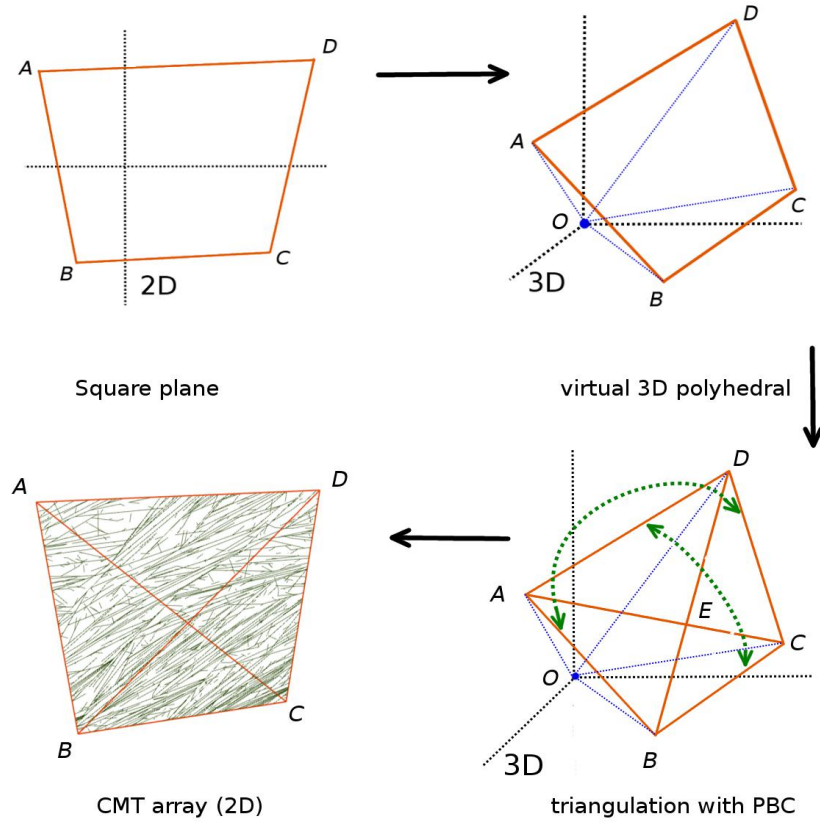 A
D
B
C
2D
Square plane
D
A
O
C
3D
B
virtual 3D polyhedral
D
A
E
C
O
B
3D
triangulation with PBC
A
D
C
B
CMT array (2D)